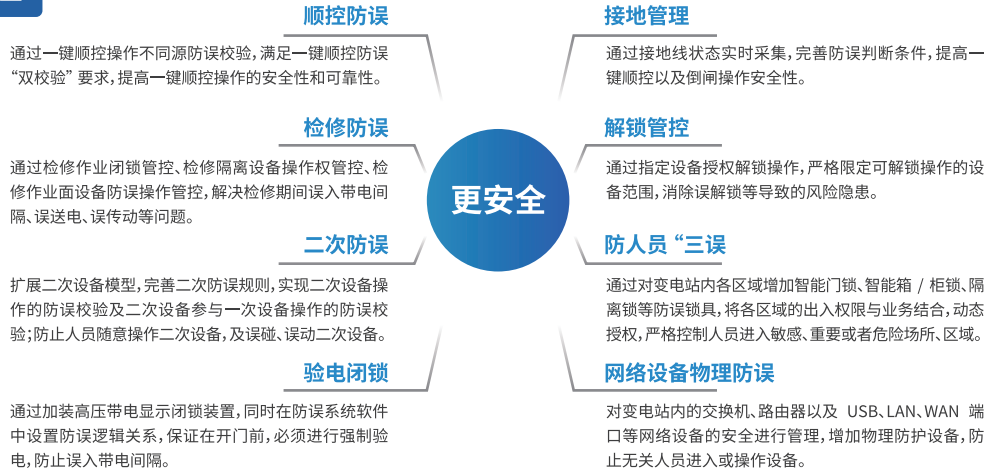 顺控防误
通过一键顺控操作不同源防误校验，满足一键顺控防误
“双校验”要求，提高一键顺控操作的安全性和可靠性。
检修防误
通过检修作业闭锁管控、检修隔离设备操作权管控、检
修作业面设备防误操作管控，解决检修期间误入带电间
隔、误送电、误传动等问题。
二次防误
扩展二次设备模型，完善二次防误规则，实现二次设备操
作的防误校验及二次设备参与一次设备操作的防误校
验；防止人员随意操作二次设备，及误碰、误动二次设备。
验电闭锁
通过加装高压带电显示闭锁装置，同时在防误系统软件
中设置防误逻辑关系，保证在开门前，必须进行强制验
电，防止误入带电间隔。
更安全
接地管理
通过接地线状态实时采集，完善防误判断条件，提高一
键顺控以及倒闸操作安全性。
解锁管控
通过指定设备授权解锁操作，严格限定可解锁操作的设
备范围，消除误解锁等导致的风险隐患。
防人员“三误
通过对变电站内各区域增加智能门锁、智能箱 / 柜锁、隔
离锁等防误锁具，将各区域的出入权限与业务结合，动态
授权，严格控制人员进入敏感、重要或者危险场所、区域。
网络设备物理防误
对变电站内的交换机、路由器以及 USB、LAN、WAN 端
口等网络设备的安全进行管理，增加物理防护设备，防
止无关人员进入或操作设备。